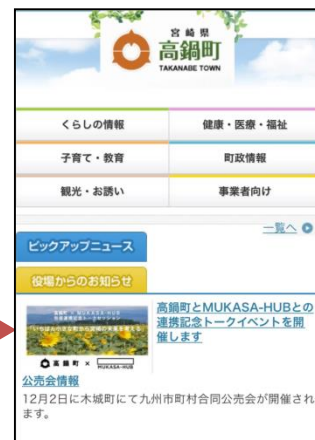 宮崎県
高鍋町
TAKANABE TOWN
くらしの情報
健康・医療・福祉
子育て・教育
町政情報
観光・お誘い
事業者向け
一覧へ
ピックアップニュース
役場からのお知らせ
高鍋町とMUKASA-HUBとの
連携記念トークイベントを開
催します
高鍋町 × MUKASA-HUB
公売会情報
12月2日に木城町にて九州市町村合同公売会が開催され
ます。